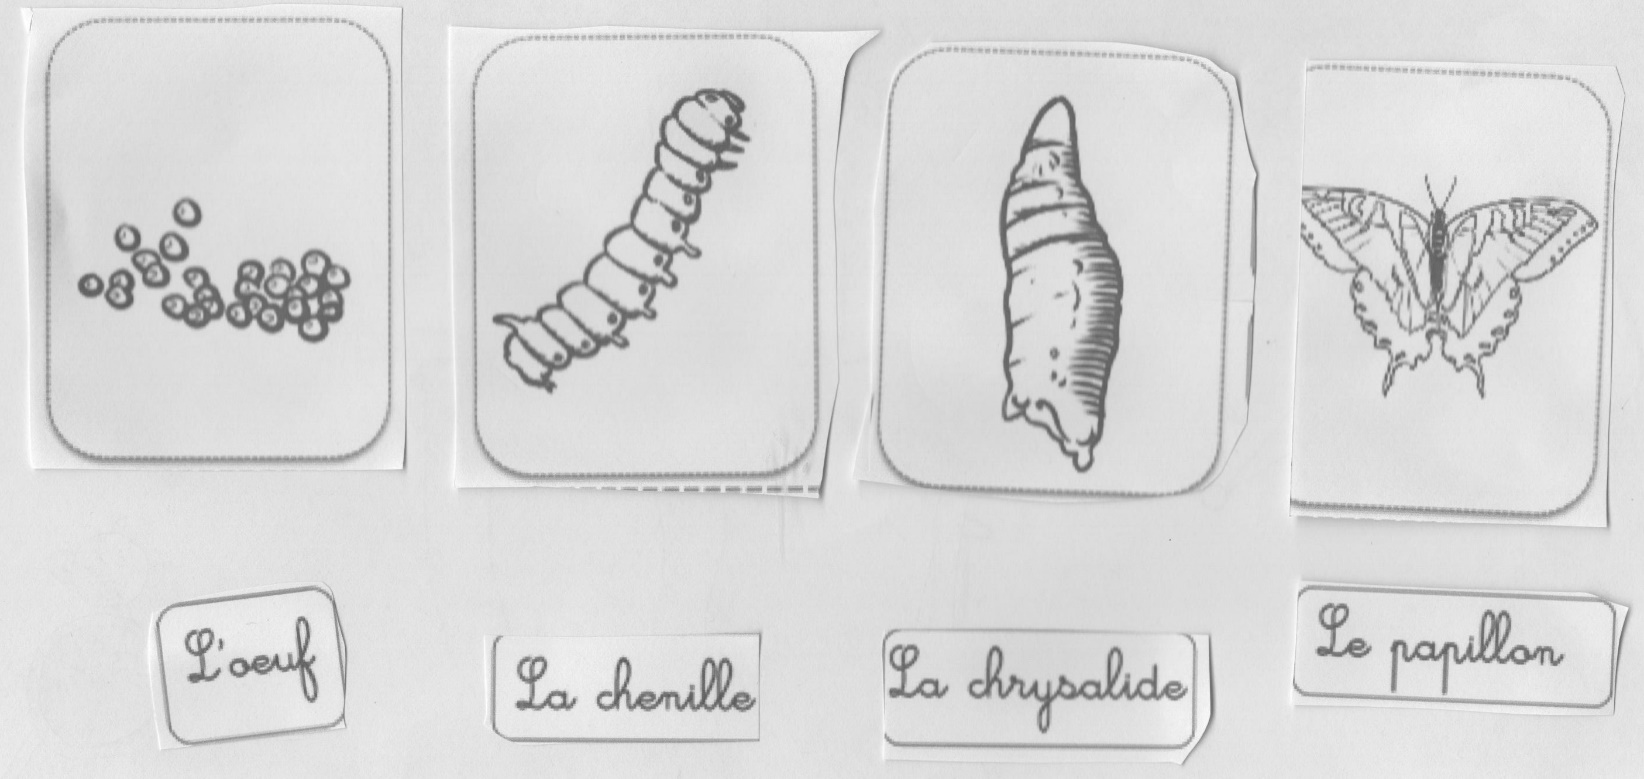 L'oeuf
La chenille
La chrysalide
Le papillon